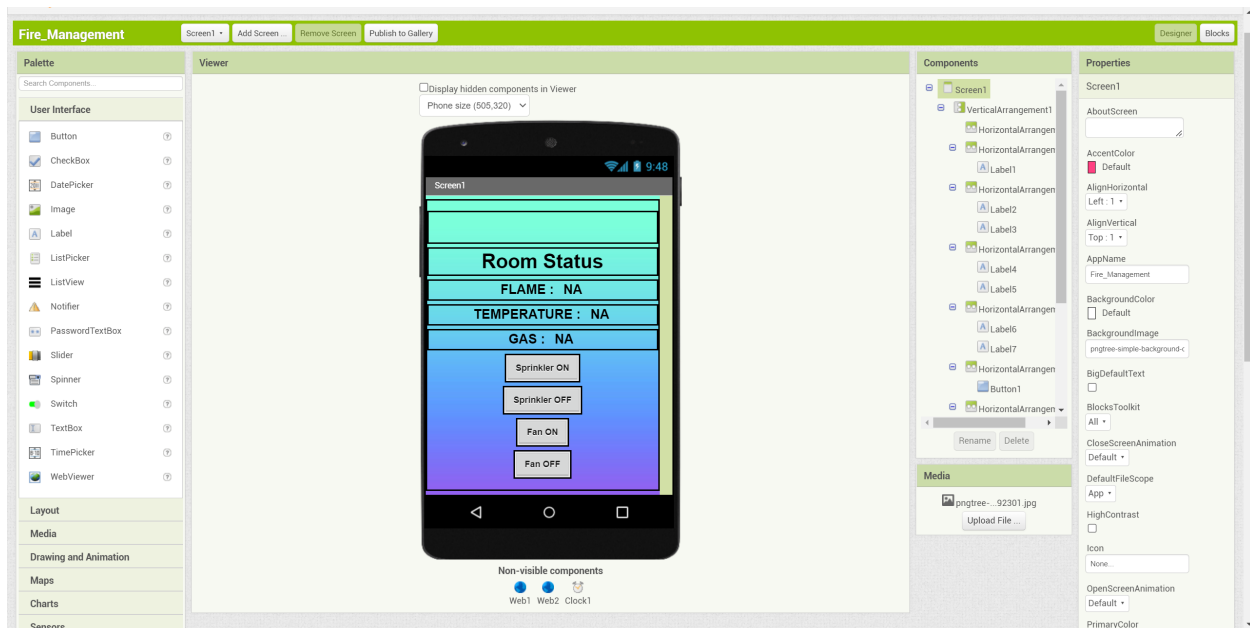 Fire_Management
Screen1 Add Screen ... Remove Screen Publish to Gallery Designer Blocks
Palette
Search Components...
User Interface
Button
CheckBox
DatePicker
Image
Label
ListPicker
ListView
Notifier
PasswordTextBox
Slider
Spinner
Switch
TextBox
TimePicker
WebViewer
Layout
Media
Drawing and Animation
Maps
Charts
Sensors
Viewer
Display hidden components in Viewer
Phone size (505,320)
9:48
Screen1
Room Status
FLAME : NA
TEMPERATURE : NA
GAS : NA
Sprinkler ON
Sprinkler OFF
Fan ON
Fan OFF
Non-visible components
Web1 Web2 Clock1
Components
Screen1
VerticalArrangement1
HorizontalArrangen
HorizontalArrangen
Label1
HorizontalArrangen
Label2
Label3
HorizontalArrangen
Label4
Label5
HorizontalArrangen
Label6
Label7
HorizontalArrangen
Button1
HorizontalArrangen
Rename Delete
Media
pngtree-...92301.jpg
Upload File ...
Properties
Screen1
AboutScreen
AccentColor
Default
AlignHorizontal
Left : 1
AlignVertical
Top : 1
AppName
Fire_Management
BackgroundColor
Default
BackgroundImage
pngtree-simple-background-c
BigDefaultText
BlocksToolkit
All
CloseScreenAnimation
Default
DefaultFileScope
App
HighContrast
Icon
None...
OpenScreenAnimation
Default
PrimaryColor